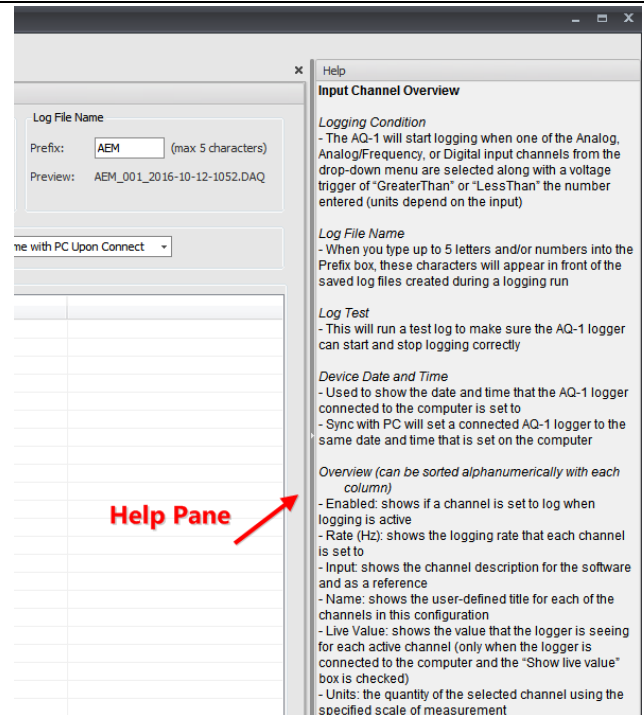 Help
Log File Name
Prefix: AEM (max 5 characters)
Preview: AEM_001_2016-10-12-1052.DAQ
me with PC Upon Connect
Help Pane
Input Channel Overview
Logging Condition
- The AQ-1 will start logging when one of the Analog,
Analog/Frequency, or Digital input channels from the
drop-down menu are selected along with a voltage
trigger of “GreaterThan” or “LessThan” the number
entered (units depend on the input)
Log File Name
- When you type up to 5 letters and/or numbers into the
Prefix box, these characters will appear in front of the
saved log files created during a logging run
Log Test
- This will run a test log to make sure the AQ-1 logger
can start and stop logging correctly
Device Date and Time
- Used to show the date and time that the AQ-1 logger
connected to the computer is set to
- Sync with PC will set a connected AQ-1 logger to the
same date and time that is set on the computer
Overview (can be sorted alphanumerically with each
column)
- Enabled: shows if a channel is set to log when
logging is active
- Rate (Hz): shows the logging rate that each channel
is set to
- Input: shows the channel description for the software
and as a reference
- Name: shows the user-defined title for each of the
channels in this configuration
- Live Value: shows the value that the logger is seeing
for each active channel (only when the logger is
connected to the computer and the “Show live value”
box is checked)
- Units: the quantity of the selected channel using the
specified scale of measurement